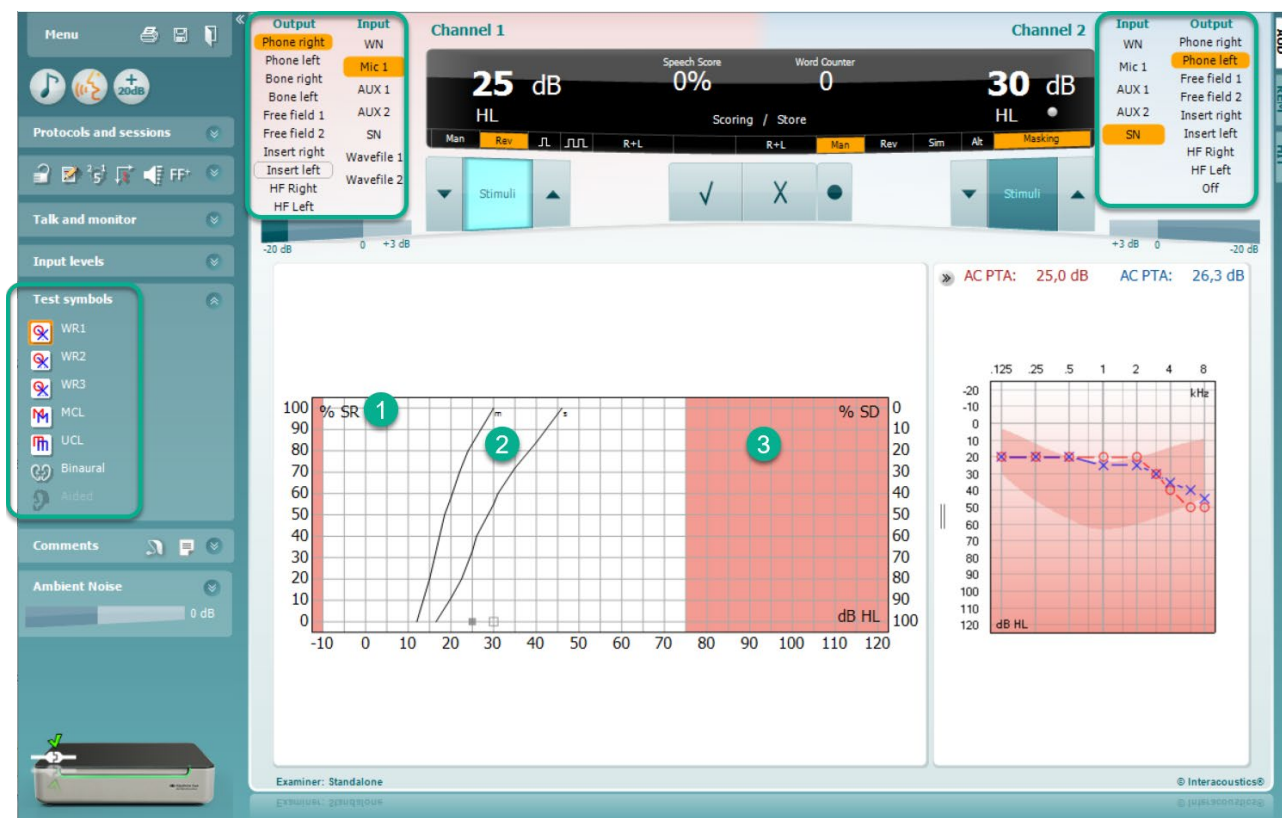 Menu
20dB
Protocols and sessions
FF+
Talk and monitor
Input levels
Test symbols
WR1
WR2
WR3
MCL
UCL
Binaural
Aided
Comments
Ambient Noise
0 dB
Output
Phone right
Phone left
Bone right
Bone left
Free field 1
Free field 2
Insert right
Insert left
HF Right
HF Left
Input
WN
Mic 1
AUX 1
AUX 2
SN
Wavefile 1
Wavefile 2
Channel 1
Channel 2
25 dB
HL
Speech Score
0%
Word Counter
0
Scoring / Store
30 dB
HL
Man Rev R+L R+L Man Rev Sim Alt Masking
Stimuli
Stimuli
Input
WN
Mic 1
AUX 1
AUX 2
SN
Output
Phone right
Phone left
Free field 1
Free field 2
Insert right
Insert left
HF Right
HF Left
Off
AUD
-20 dB 0 +3 dB
+3 dB 0 -20 dB
AC PTA: 25,0 dB AC PTA: 26,3 dB
% SR 1
2
3
m
s
% SD
100 90 80 70 60 50 40 30 20 10 0
0 10 20 30 40 50 60 70 80 90 100
dB HL
-10 0 10 20 30 40 50 60 70 80 90 100 110 120
.125 .25 .5 1 2 4 8
kHz
-20 -10 0 10 20 30 40 50 60 70 80 90 100 110 120
dB HL
Examiner: Standalone
© Interacoustics®